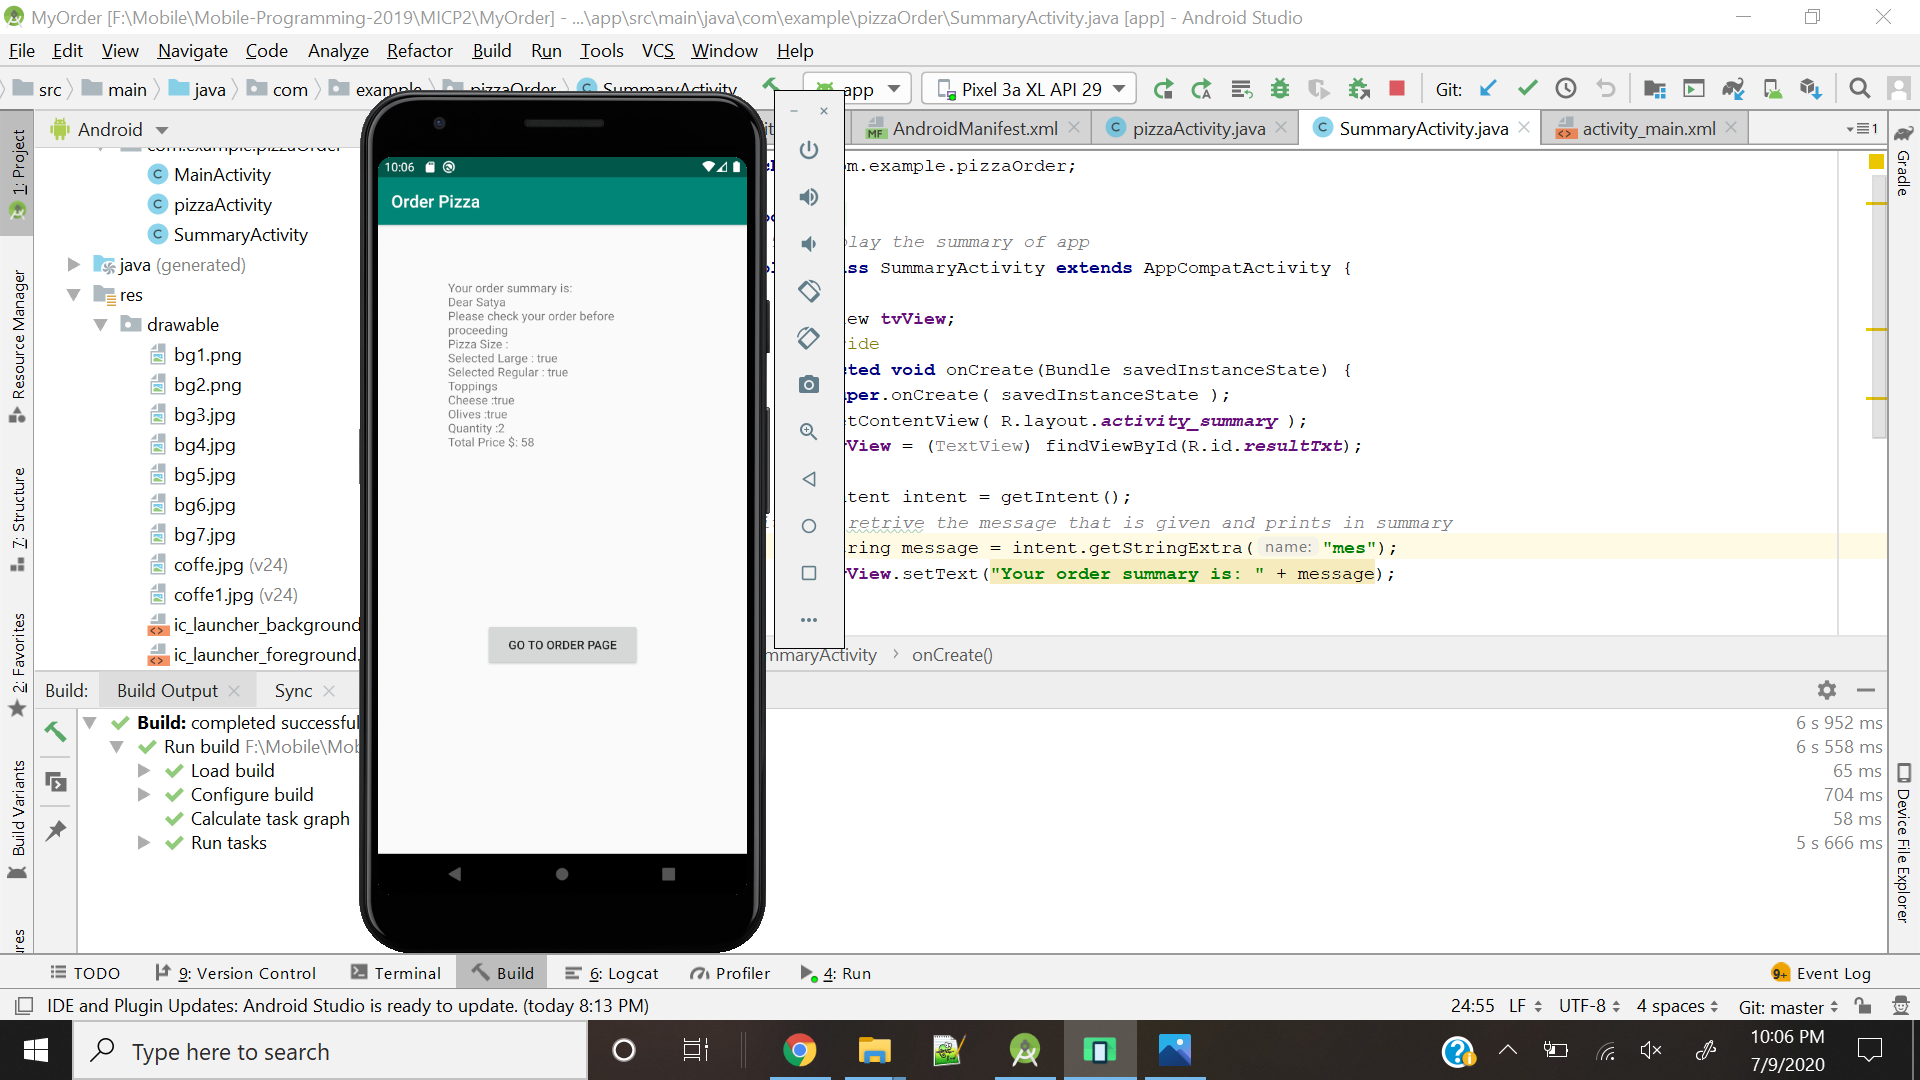 MyOrder [F:\Mobile\Mobile-Programming-2019\MICP2\MyOrder] - ...\app\src\main\java\com\example\pizzaOrder\SummaryActivity.java [app] - Android Studio
File Edit View Navigate Code Analyze Refactor Build Run Tools VCS Window Help
src main java com example pizzaOrder SummaryActivity app Pixel 3a XL API 29 Git:
Android
AndroidManifest.xml pizzaActivity.java SummaryActivity.java activity_main.xml 1
MF
1: Project
Resource Manager
7: Structure
2: Favorites
Build Variants
Gradle
Device File Explorer
com.example.pizzaOrder
MainActivity
pizzaActivity
SummaryActivity
java (generated)
res
drawable
bg1.png
bg2.png
bg3.jpg
bg4.jpg
bg5.jpg
bg6.jpg
bg7.jpg
coffe.jpg (v24)
coffe1.jpg (v24)
ic_launcher_background
ic_launcher_foreground.
10:06
Order Pizza
Your order summary is:
Dear Satya
Please check your order before
proceeding
Pizza Size :
Selected Large : true
Selected Regular : true
Toppings
Cheese :true
Olives :true
Quantity :2
Total Price $: 58
GO TO ORDER PAGE
m.example.pizzaOrder;
lay the summary of app
ss SummaryActivity extends AppCompatActivity {
ew tvView;
ide
ted void onCreate(Bundle savedInstanceState) {
per.onCreate( savedInstanceState );
tContentView( R.layout.activity_summary );
View = (TextView) findViewById(R.id.resultTxt);
tent intent = getIntent();
retrive the message that is given and prints in summary
ring message = intent.getStringExtra( name: "mes");
View.setText("Your order summary is: " + message);
mmaryActivity onCreate()
Build: Build Output Sync
Build: completed successful 6 s 952 ms
Run build F:\Mobile\Mob 6 s 558 ms
Load build 65 ms
Configure build 704 ms
Calculate task graph 58 ms
Run tasks 5 s 666 ms
TODO 9: Version Control Terminal Build 6: Logcat Profiler 4: Run 9+ Event Log
IDE and Plugin Updates: Android Studio is ready to update. (today 8:13 PM) 24:55 LF UTF-8 4 spaces Git: master
Type here to search
10:06 PM
7/9/2020